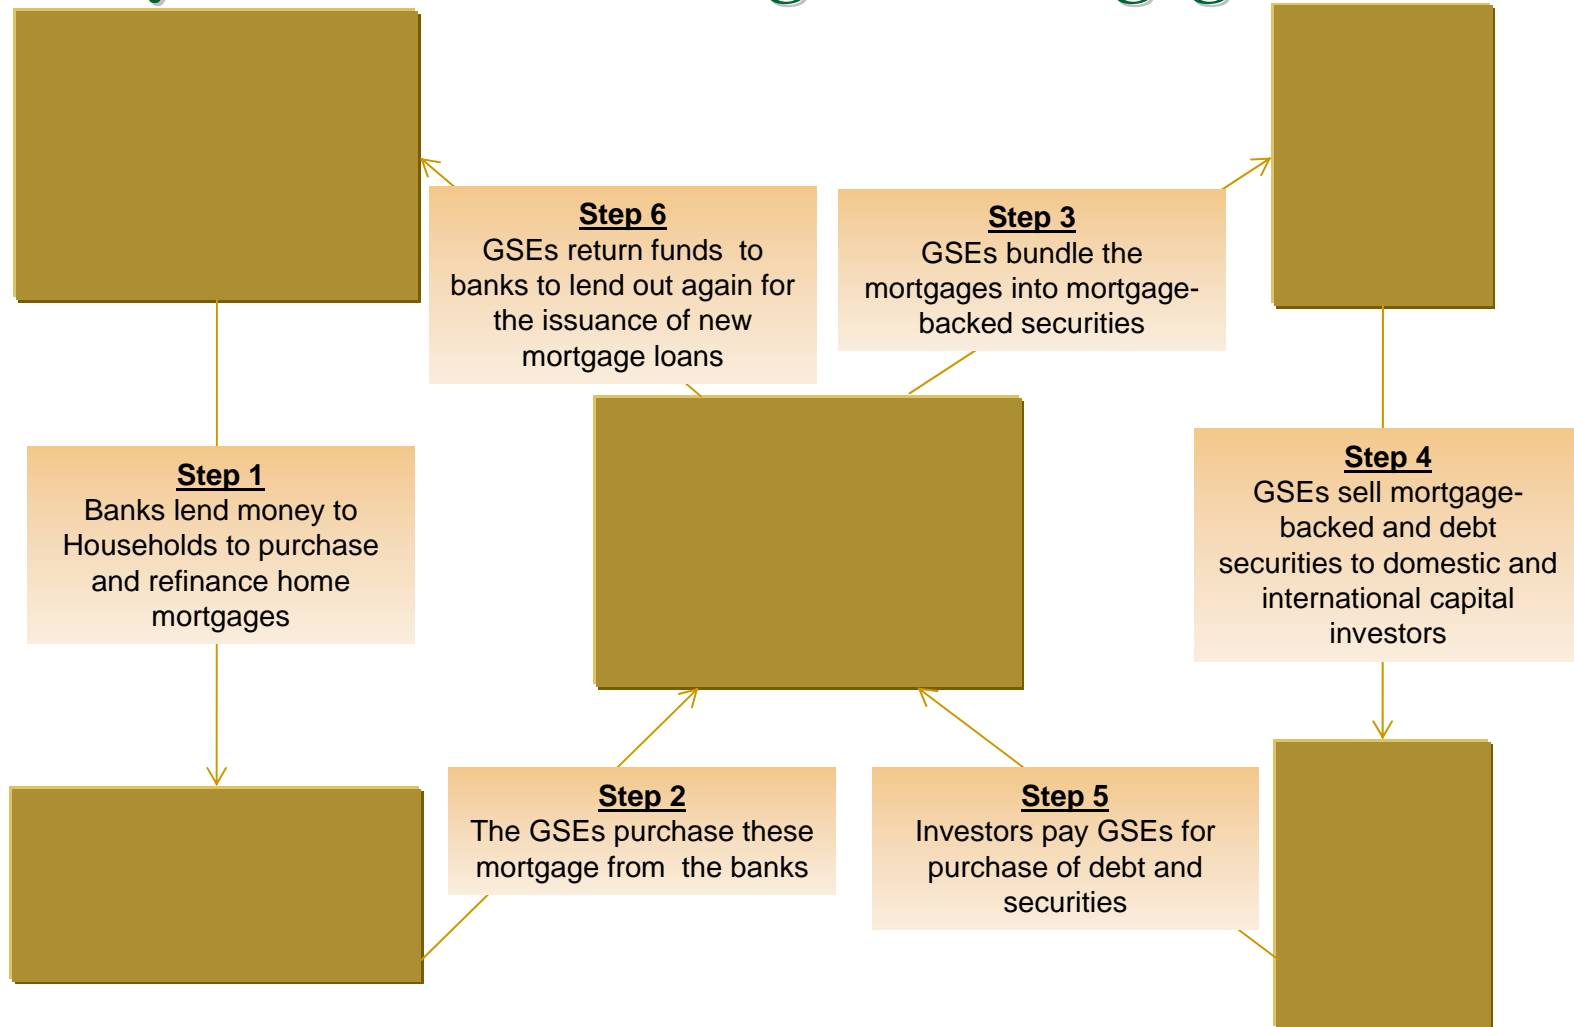 Step 6
GSEs return funds  to
banks to lend out again for
the issuance of new
mortgage loans
Step 3
GSEs bundle the
mortgages into mortgage-
backed securities
Step 1
Banks lend money to
Households to purchase
and refinance home
mortgages
Step 4
GSEs sell mortgage-
backed and debt
securities to domestic and
international capital
investors
Step 2
The GSEs purchase these
mortgage from  the banks
Step 5
Investors pay GSEs for
purchase of debt and
securities